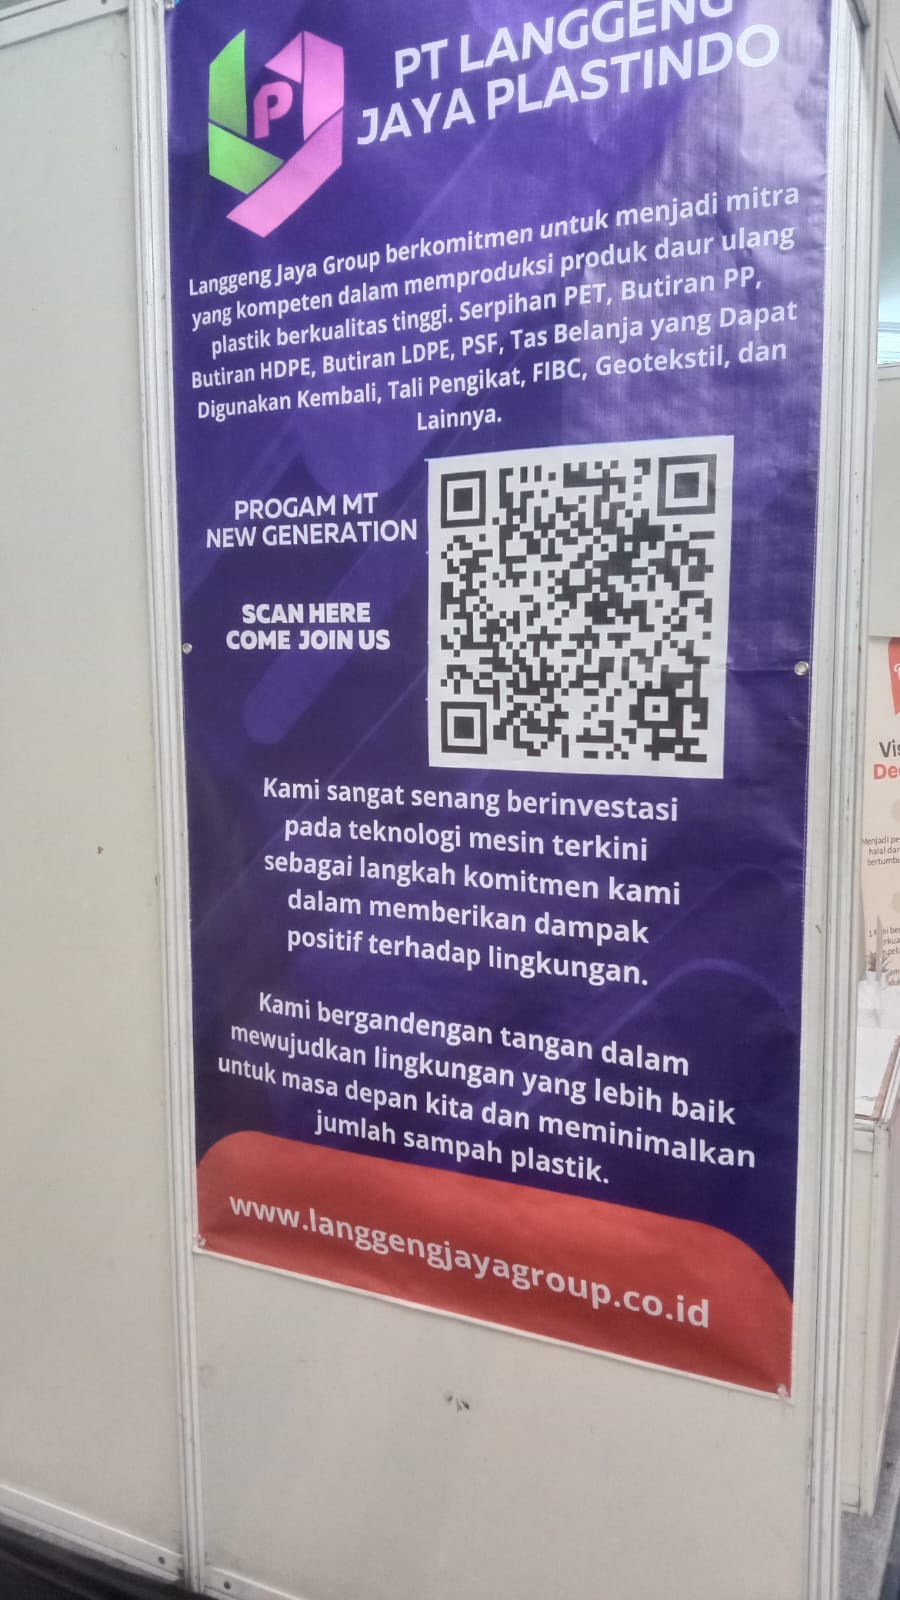 P
PT LANGGENG
JAYA PLASTINDO
Langgeng Jaya Group berkomitmen untuk menjadi mitra
yang kompeten dalam memproduksi produk daur ulang
plastik berkualitas tinggi. Serpihan PET, Butiran PP,
Butiran HDPE, Butiran LDPE, PSF, Tas Belanja yang Dapat
Digunakan Kembali, Tali Pengikat, FIBC, Geotekstil, dan
Lainnya.
PROGAM MT
NEW GENERATION
SCAN HERE
COME JOIN US
Kami sangat senang berinvestasi
pada teknologi mesin terkini
sebagai langkah komitmen kami
dalam memberikan dampak
positif terhadap lingkungan.
Kami bergandengan tangan dalam
mewujudkan lingkungan yang lebih baik
untuk masa depan kita dan meminimalkan
jumlah sampah plastik.
www.langgengjayagroup.co.id
Menjadi
halal